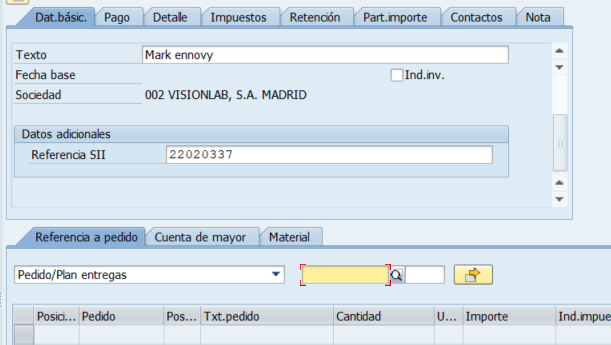 Dat.básic. Pago Detalle Impuestos Retención Part.importe Contactos Nota
Texto Mark ennovy
Fecha base Ind.inv.
Sociedad 002 VISIONLAB, S.A. MADRID
Datos adicionales
Referencia SII 22020337
Referencia a pedido Cuenta de mayor Material
Pedido/Plan entregas
Posici... Pedido Pos... Txt.pedido Cantidad U... Importe Ind.impue